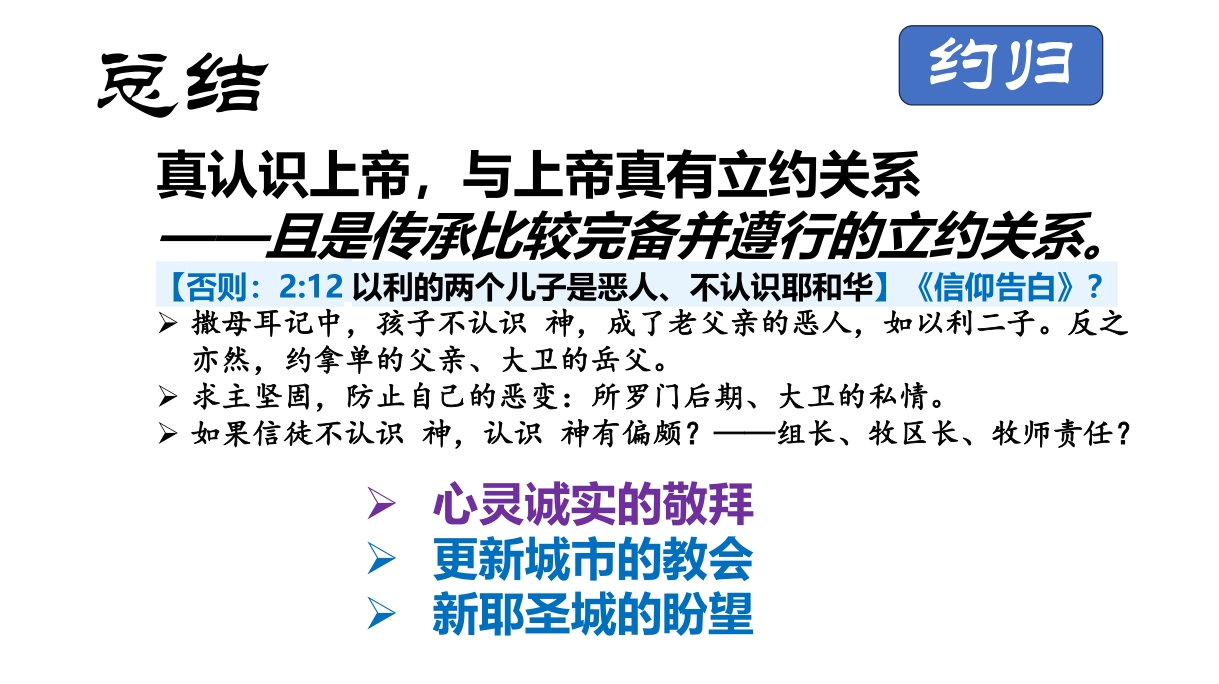 总结
约归
真认识上帝，与上帝真有立约关系
——且是传承比较完备并遵行的立约关系。
【否则：2:12 以利的两个儿子是恶人、不认识耶和华】《信仰告白》？
➢ 撒母耳记中，孩子不认识 神，成了老父亲的恶人，如以利二子。反之
亦然，约拿单的父亲、大卫的岳父。
➢ 求主坚固，防止自己的恶变：所罗门后期、大卫的私情。
➢ 如果信徒不认识 神，认识 神有偏颇？——组长、牧区长、牧师责任？
➢ 心灵诚实的敬拜
➢ 更新城市的教会
➢ 新耶圣城的盼望